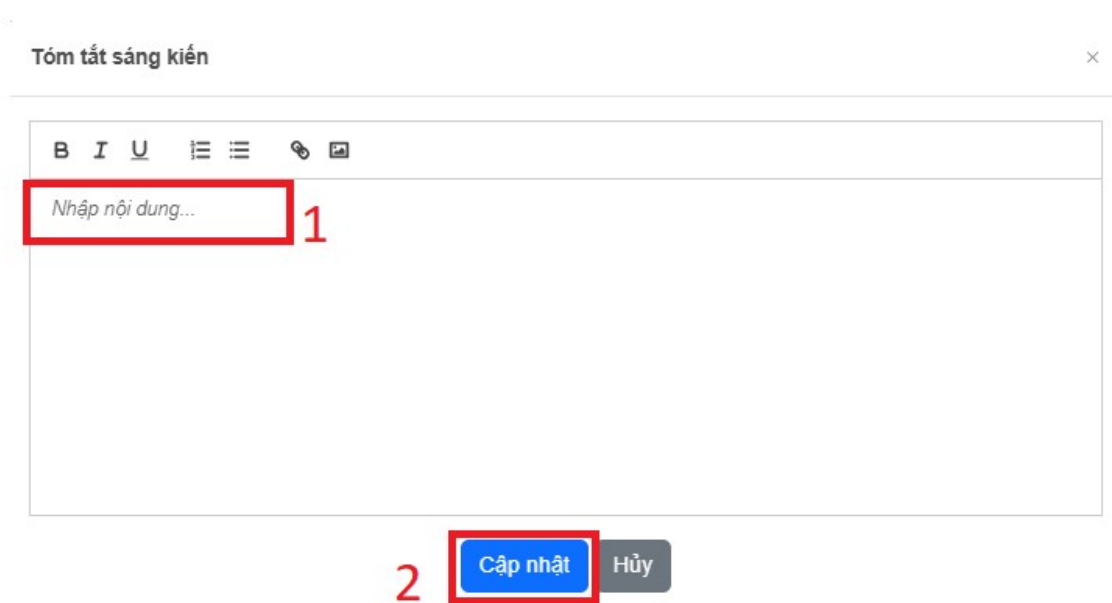 Tóm tắt sáng kiến ×
B I U
Nhập nội dung...
1
2 Cập nhật Hủy